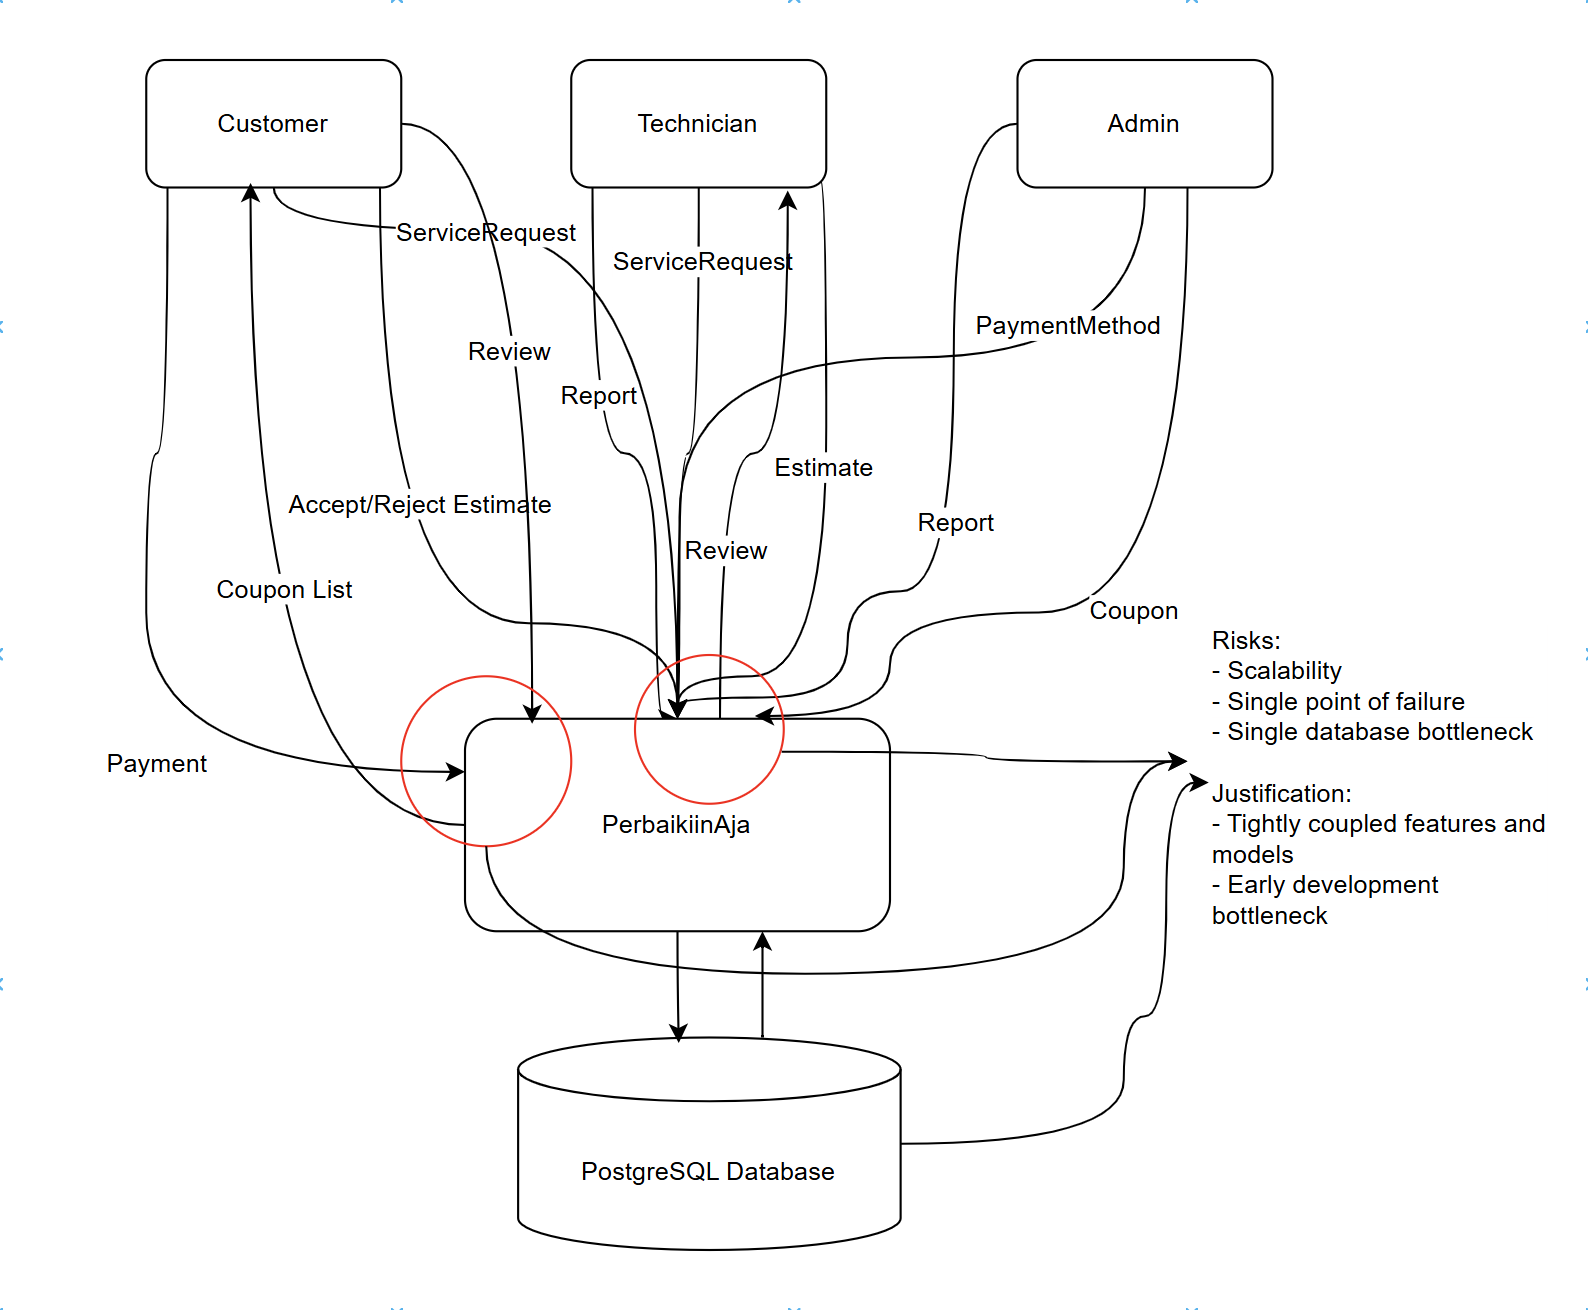 Customer
Technician
Admin
ServiceRequest
ServiceRequest
PaymentMethod
Review
Report
Estimate
Accept/Reject Estimate
Report
Review
Coupon List
Coupon
Payment
PerbaikiinAja
Risks:
- Scalability
- Single point of failure
- Single database bottleneck
Justification:
- Tightly coupled features and
models
- Early development
bottleneck
PostgreSQL Database